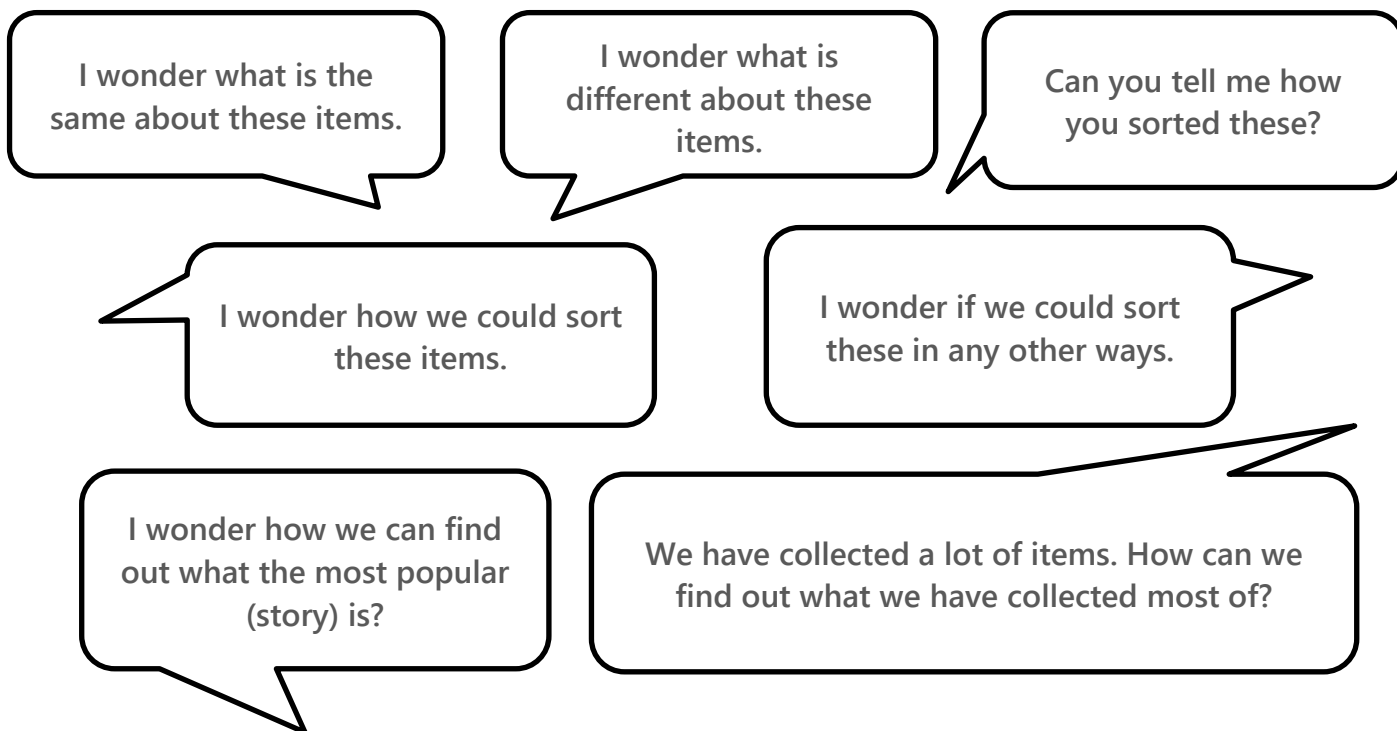 I wonder what is the
same about these items.
I wonder what is
different about these
items.
Can you tell me how
you sorted these?
I wonder how we could sort
these items.
I wonder if we could sort
these in any other ways.
I wonder how we can find
out what the most popular
(story) is?
We have collected a lot of items. How can we
find out what we have collected most of?